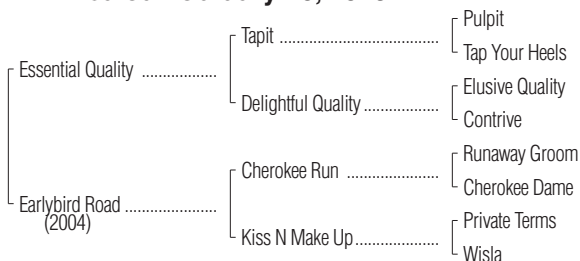 Pulpit
Tapit ................................
Tap Your Heels
Essential Quality ...............
Elusive Quality
Delightful Quality ...............
Contrive
Runaway Groom
Cherokee Run ..................
Cherokee Dame
Earlybird Road ..................
(2004)
Private Terms
Kiss N Make Up.................
Wisla